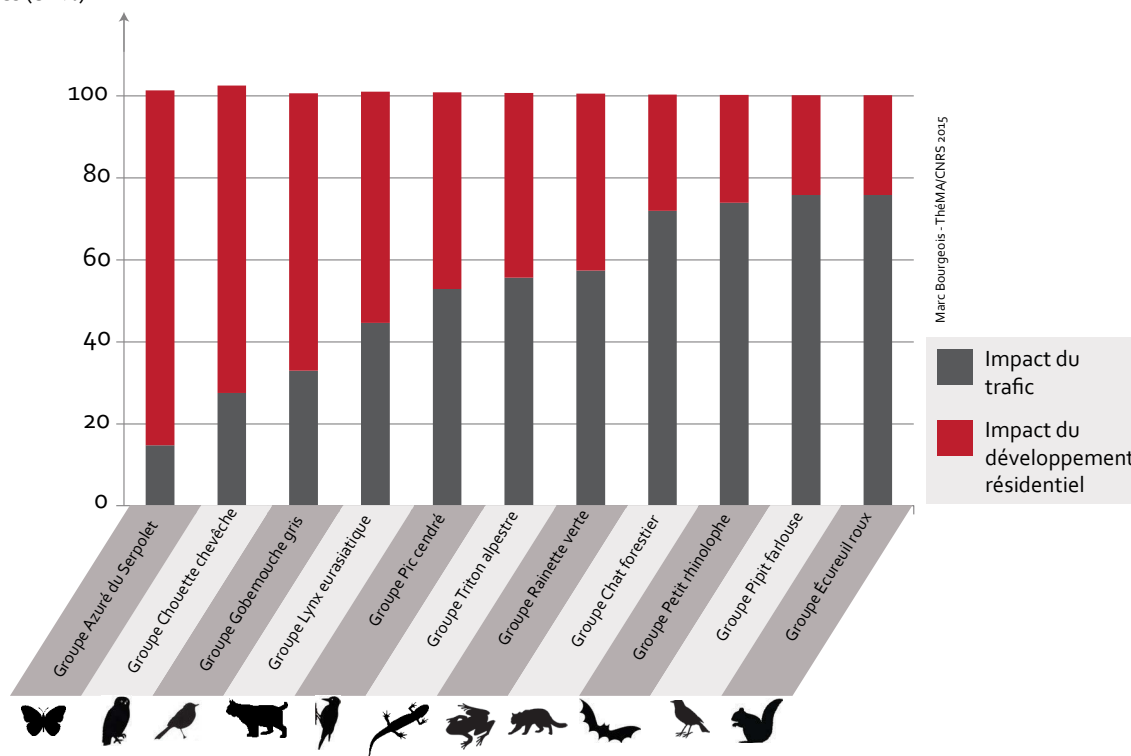 100
80
60
40
20
0
Marc Bourgeois - ThéMA/CNRS 2015
Impact du
trafic
Impact du
développement
résidentiel
Groupe Azuré du Serpolet
Groupe Chouette chevêche
Groupe Gobemouche gris
Groupe Lynx eurasiatique
Groupe Pic cendré
Groupe Triton alpestre
Groupe Rainette verte
Groupe Chat forestier
Groupe Petit rhinolophe
Groupe Pipit farlouse
Groupe Écureuil roux